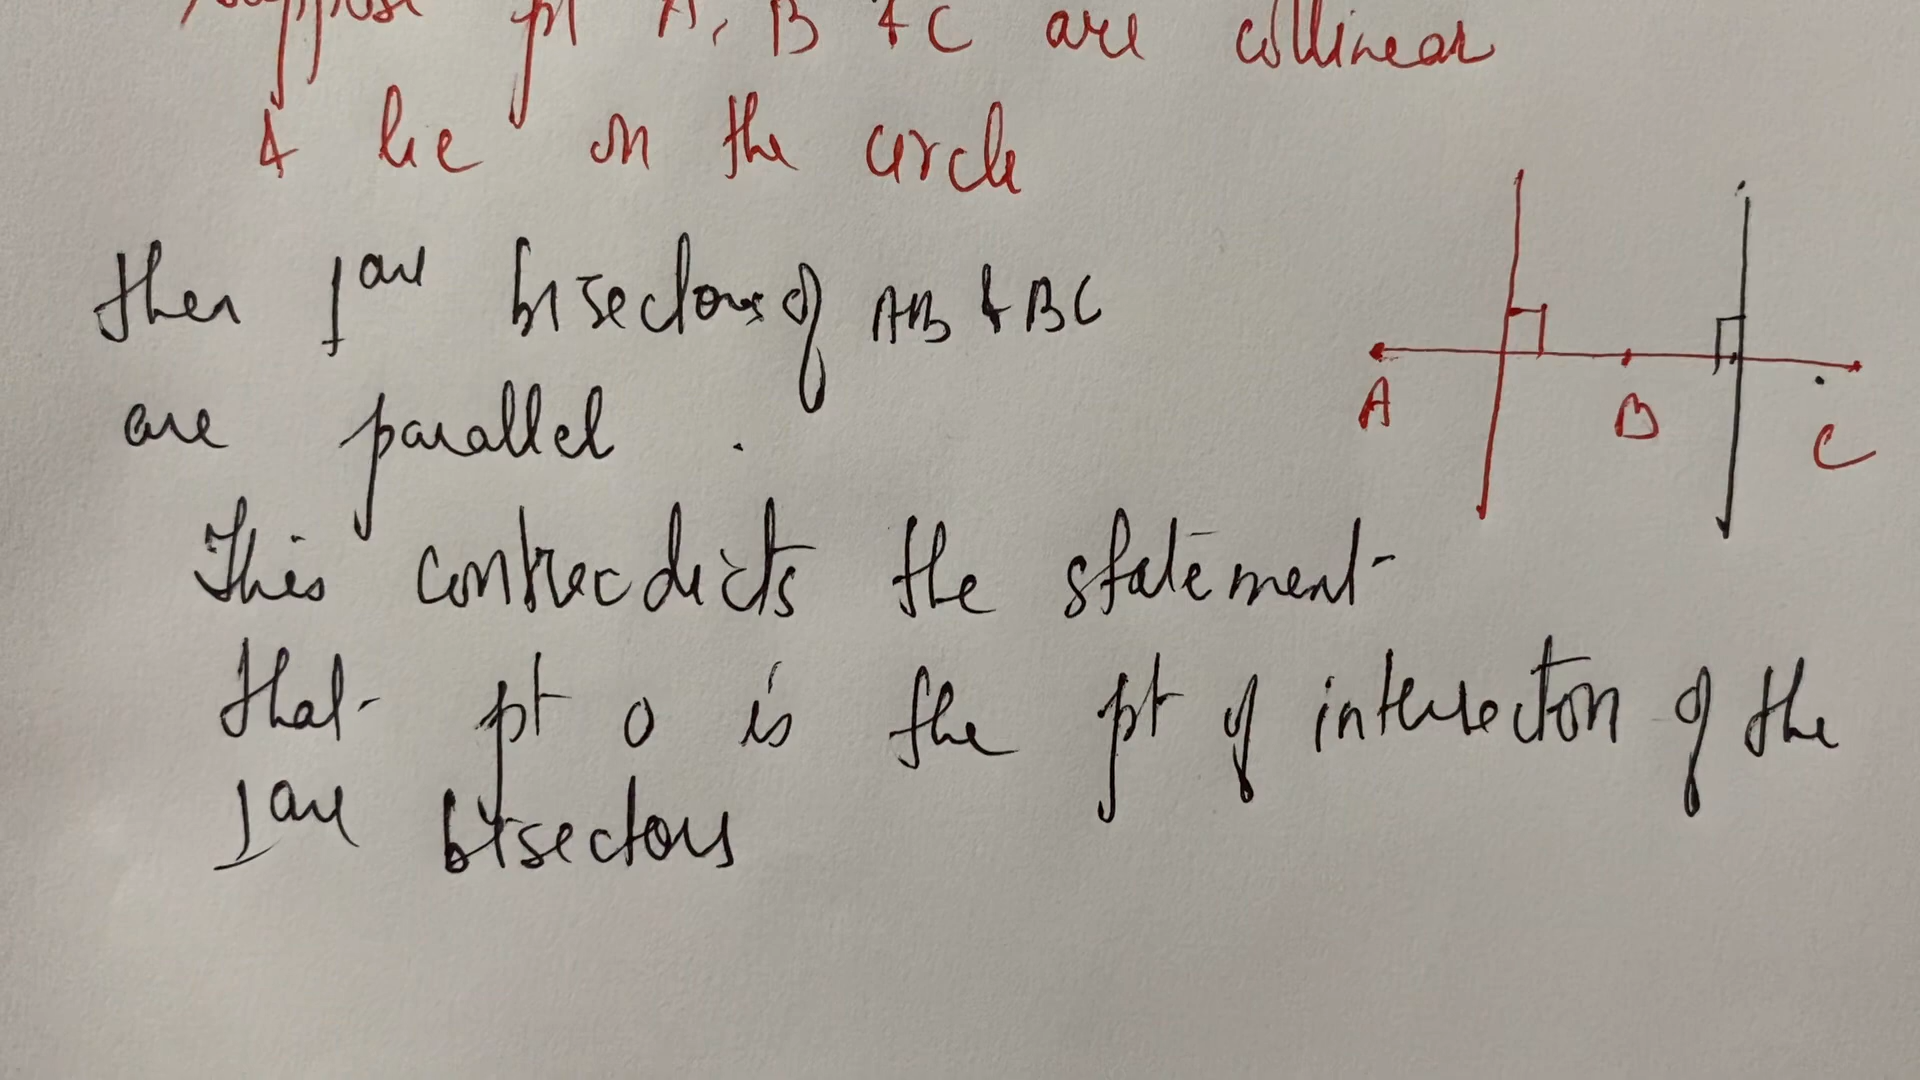 Suppose pt A, B & C are collinear
& lie on the circle
then ⊥ar bisectors of AB & BC
are parallel.
This contradicts the statement
that pt O is the pt of intersection of the
⊥ar bisectors
A
B
C